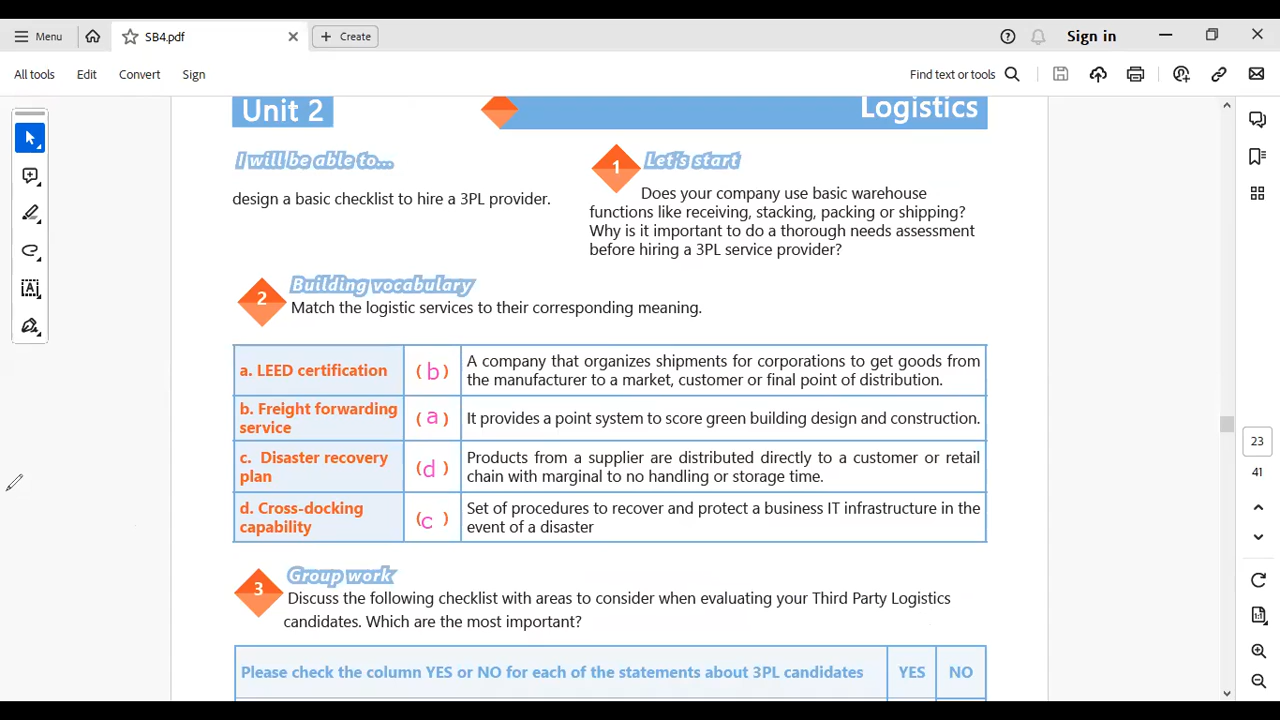 Menu
SB4.pdf
Create
Sign in
All tools
Edit
Convert
Sign
Find text or tools
Unit 2
Logistics
I will be able to...
design a basic checklist to hire a 3PL provider.
1
Let's start
Does your company use basic warehouse
functions like receiving, stacking, packing or shipping?
Why is it important to do a thorough needs assessment
before hiring a 3PL service provider?
2
Building vocabulary
Match the logistic services to their corresponding meaning.
a. LEED certification
(b)
A company that organizes shipments for corporations to get goods from
the manufacturer to a market, customer or final point of distribution.
b. Freight forwarding
service
(a)
It provides a point system to score green building design and construction.
c. Disaster recovery
plan
(d)
Products from a supplier are distributed directly to a customer or retail
chain with marginal to no handling or storage time.
d. Cross-docking
capability
(c)
Set of procedures to recover and protect a business IT infrastructure in the
event of a disaster
3
Group work
Discuss the following checklist with areas to consider when evaluating your Third Party Logistics
candidates. Which are the most important?
Please check the column YES or NO for each of the statements about 3PL candidates
YES
NO
23
41